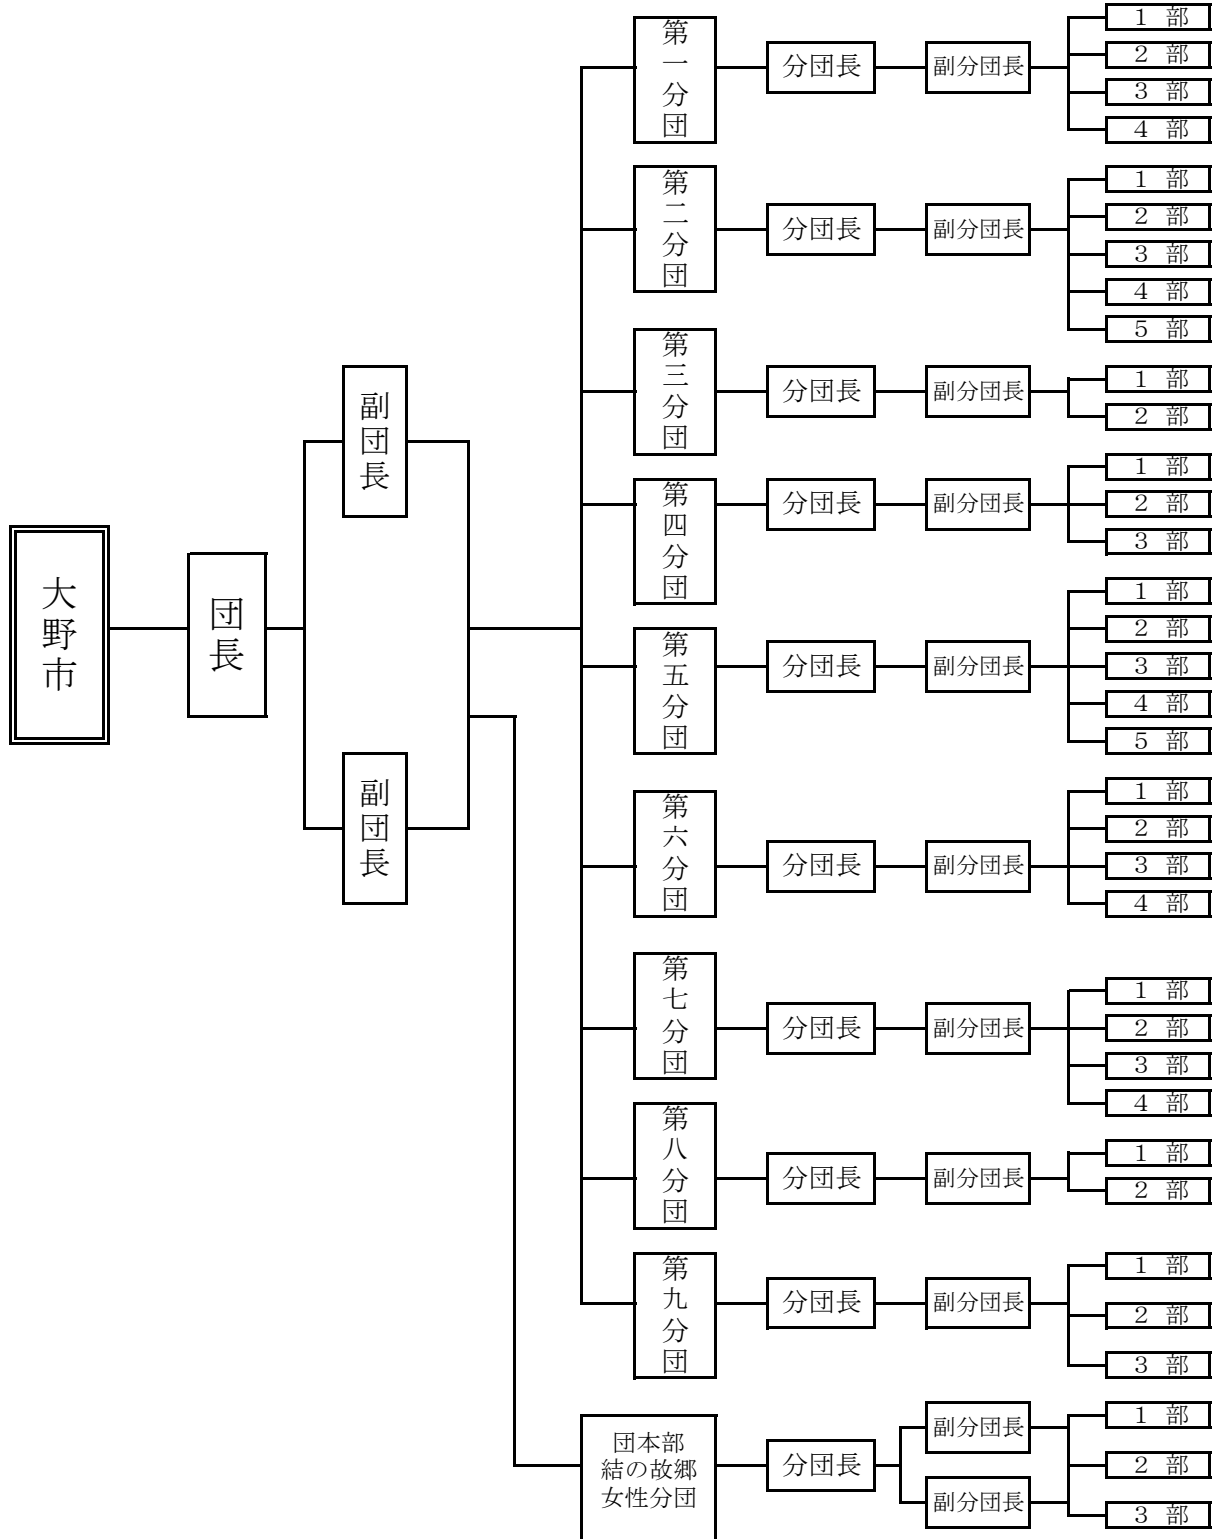 大野市
団長
副団長
副団長
第一分団
分団長
副分団長
１ 部
２ 部
３ 部
４ 部
第二分団
分団長
副分団長
１ 部
２ 部
３ 部
４ 部
５ 部
第三分団
分団長
副分団長
１ 部
２ 部
第四分団
分団長
副分団長
１ 部
２ 部
３ 部
第五分団
分団長
副分団長
１ 部
２ 部
３ 部
４ 部
５ 部
第六分団
分団長
副分団長
１ 部
２ 部
３ 部
４ 部
第七分団
分団長
副分団長
１ 部
２ 部
３ 部
４ 部
第八分団
分団長
副分団長
１ 部
２ 部
第九分団
分団長
副分団長
１ 部
２ 部
３ 部
団本部
結の故郷
女性分団
分団長
副分団長
副分団長
１ 部
２ 部
３ 部